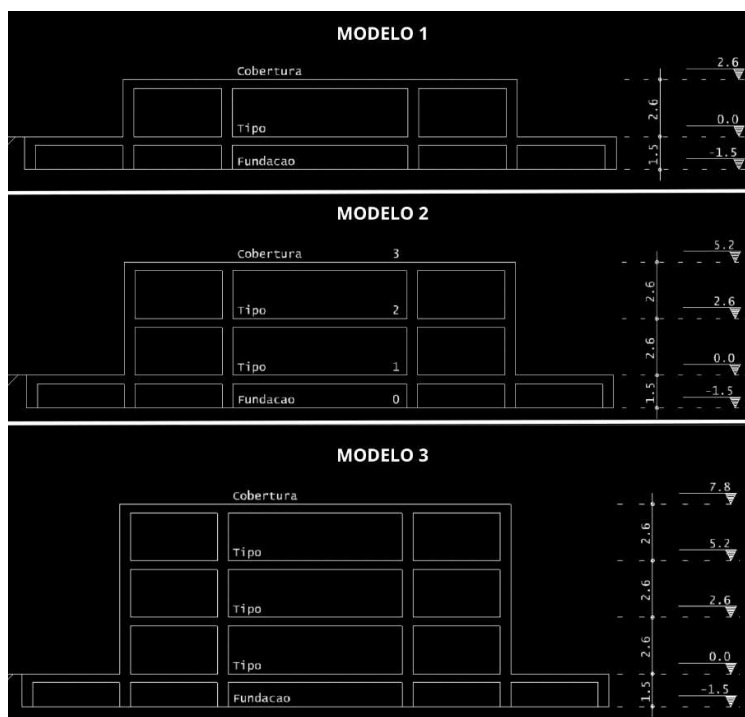 MODELO 1
2.6
Cobertura
2.6
0.0
Tipo
1.5
-1.5
Fundacao
MODELO 2
5.2
Cobertura 3
2.6
2.6
Tipo 2
2.6
0.0
Tipo 1
1.5
-1.5
Fundacao 0
MODELO 3
7.8
Cobertura
2.6
5.2
Tipo
2.6
2.6
Tipo
2.6
0.0
Tipo
1.5
-1.5
Fundacao